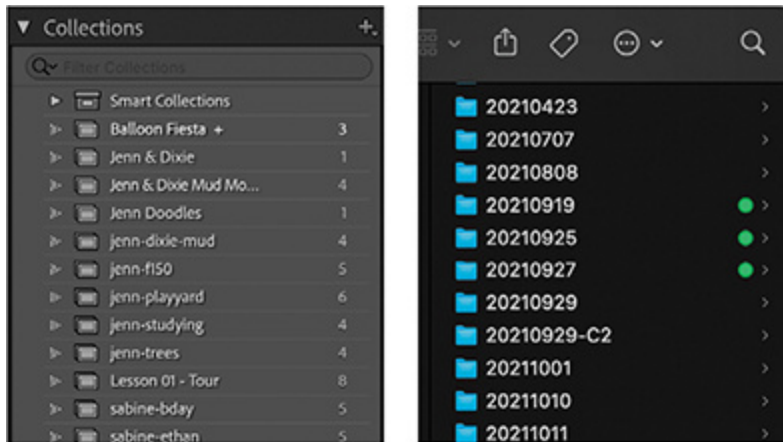 Collections
Filter Collections
Smart Collections
Balloon Fiesta + 3
Jenn & Dixie 1
Jenn & Dixie Mud Mo... 4
Jenn Doodles 1
jenn-dixie-mud 4
jenn-f150 5
jenn-playyard 6
jenn-studying 4
jenn-trees 4
Lesson 01 - Tour 8
sabine-bday 5
sabine-ethan 5
20210423
20210707
20210808
20210919
20210925
20210927
20210929
20210929-C2
20211001
20211010
20211011